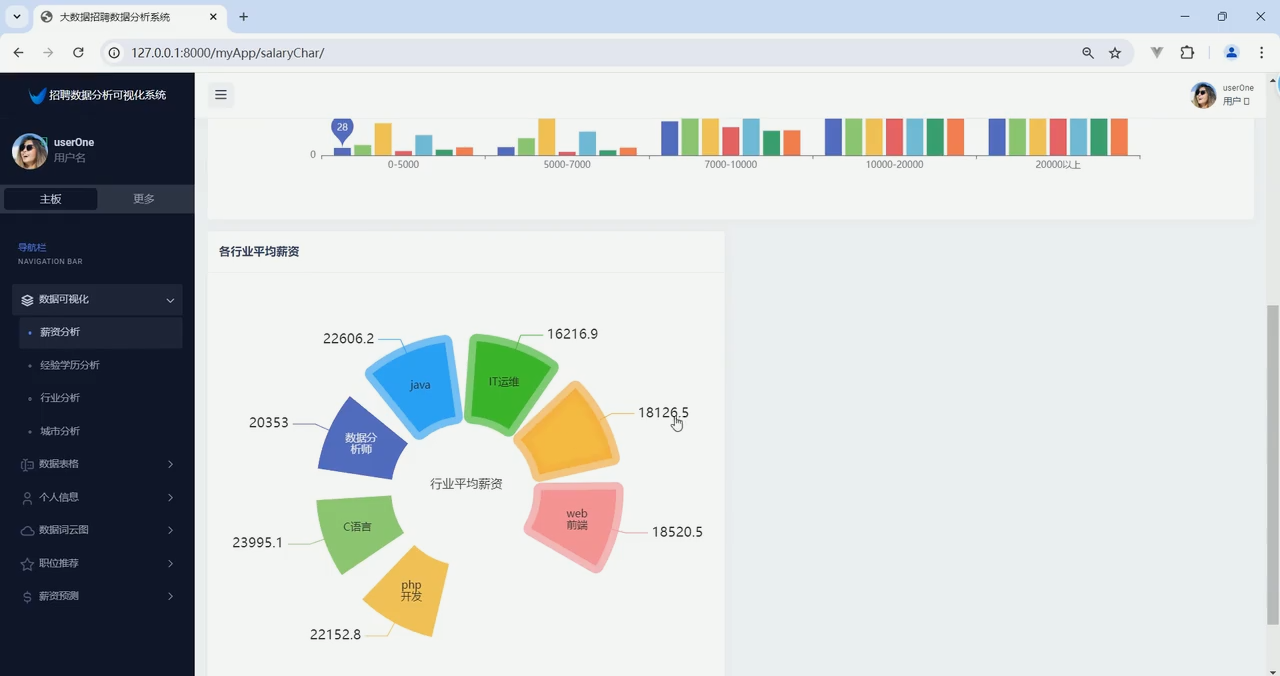 大数据招聘数据分析系统
127.0.0.1:8000/myApp/salaryChar/
招聘数据分析可视化系统
userOne
用户
userOne
用户名
主板
更多
导航栏
NAVIGATION BAR
数据可视化
薪资分析
经验学历分析
行业分析
城市分析
数据表格
个人信息
数据词云图
职位推荐
薪资预测
28
0
0-5000
5000-7000
7000-10000
10000-20000
20000以上
各行业平均薪资
22606.2
16216.9
java
IT运维
20353
18126.5
数据分
析师
行业平均薪资
web
前端
C语言
18520.5
23995.1
php
开发
22152.8